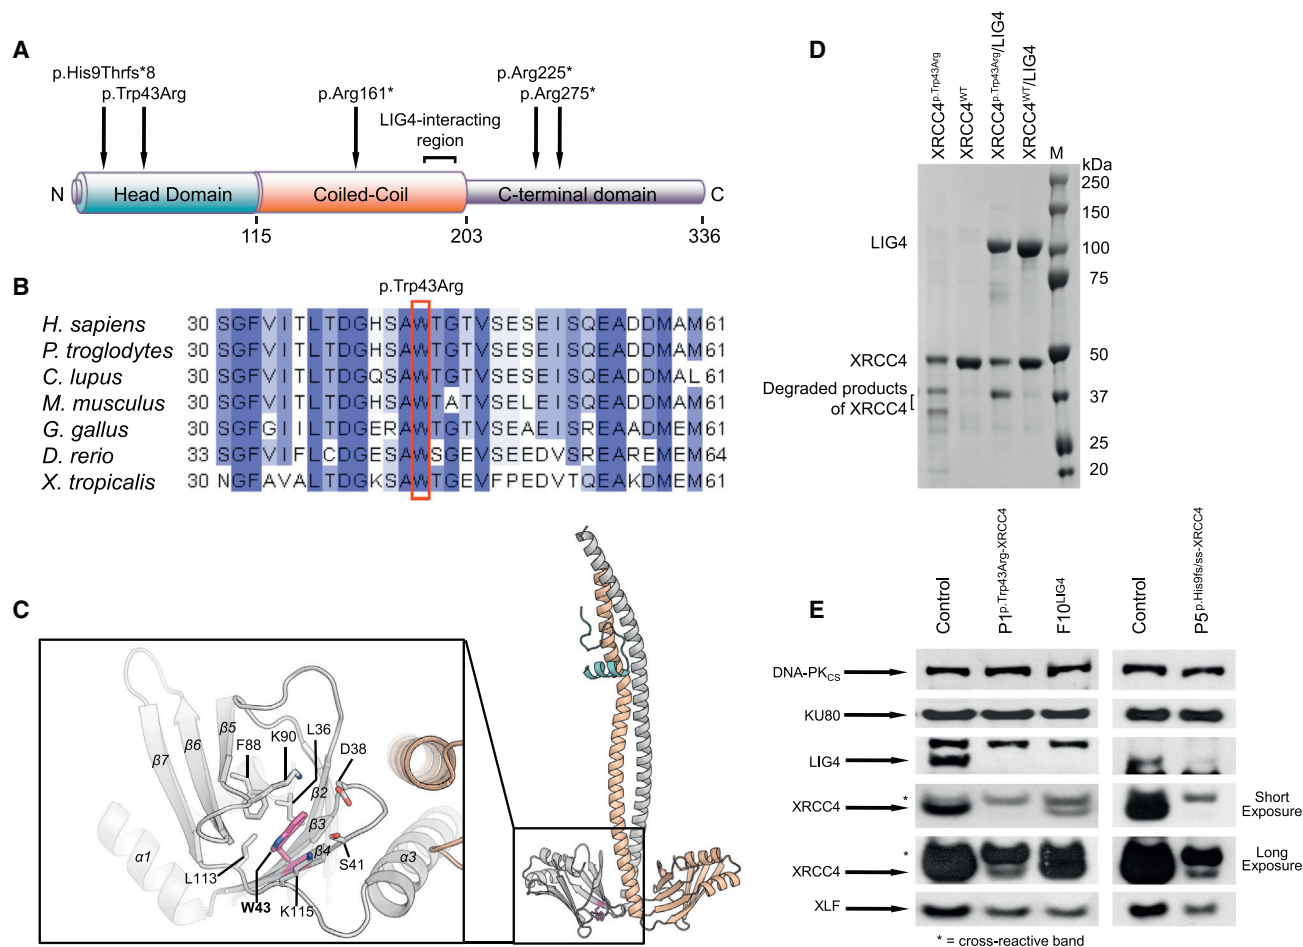 A
p.His9Thrfs*8
p.Trp43Arg
p.Arg161*
p.Arg225*
p.Arg275*
LIG4-interacting
region
N
Head Domain
Coiled-Coil
C-terminal domain
C
115
203
336
B
p.Trp43Arg
H. sapiens 30 SGFVITLTDGHSAWTGTVSESEISQEADDMAM 61
P. troglodytes 30 SGFVITLTDGHSAWTGTVSESEISQEADDMAM 61
C. lupus 30 SGFVITLTDGQSAWTGTVSESEISQEADDMAL 61
M. musculus 30 SGFVITLTDGHSAWTATVSELEISQEADDMAM 61
G. gallus 30 SGFGIILTDGERAWTGTVSEAEISREAADMEM 61
D. rerio 33 SGFVIFLCDGESAWSGEVSEEDVSREAREMEM 64
X. tropicalis 30 NGFAVALTDGKSAWTGEVFPEDVTQEAKDMEM 61
C
β5
β6
β7
F88
K90
L36
D38
β2
β3
β4
S41
α1
α3
L113
W43
K115
D
XRCC4p.Trp43Arg
XRCC4WT
XRCC4p.Trp43Arg/LIG4
XRCC4WT/LIG4
M
kDa
250
150
LIG4
100
75
XRCC4
50
Degraded products
of XRCC4
37
25
20
E
Control
P1p.Trp43Arg-XRCC4
F10LIG4
Control
P5p.His9fs/ss-XRCC4
DNA-PKCS
KU80
LIG4
*
XRCC4
Short
Exposure
*
XRCC4
Long
Exposure
XLF
* = cross-reactive band